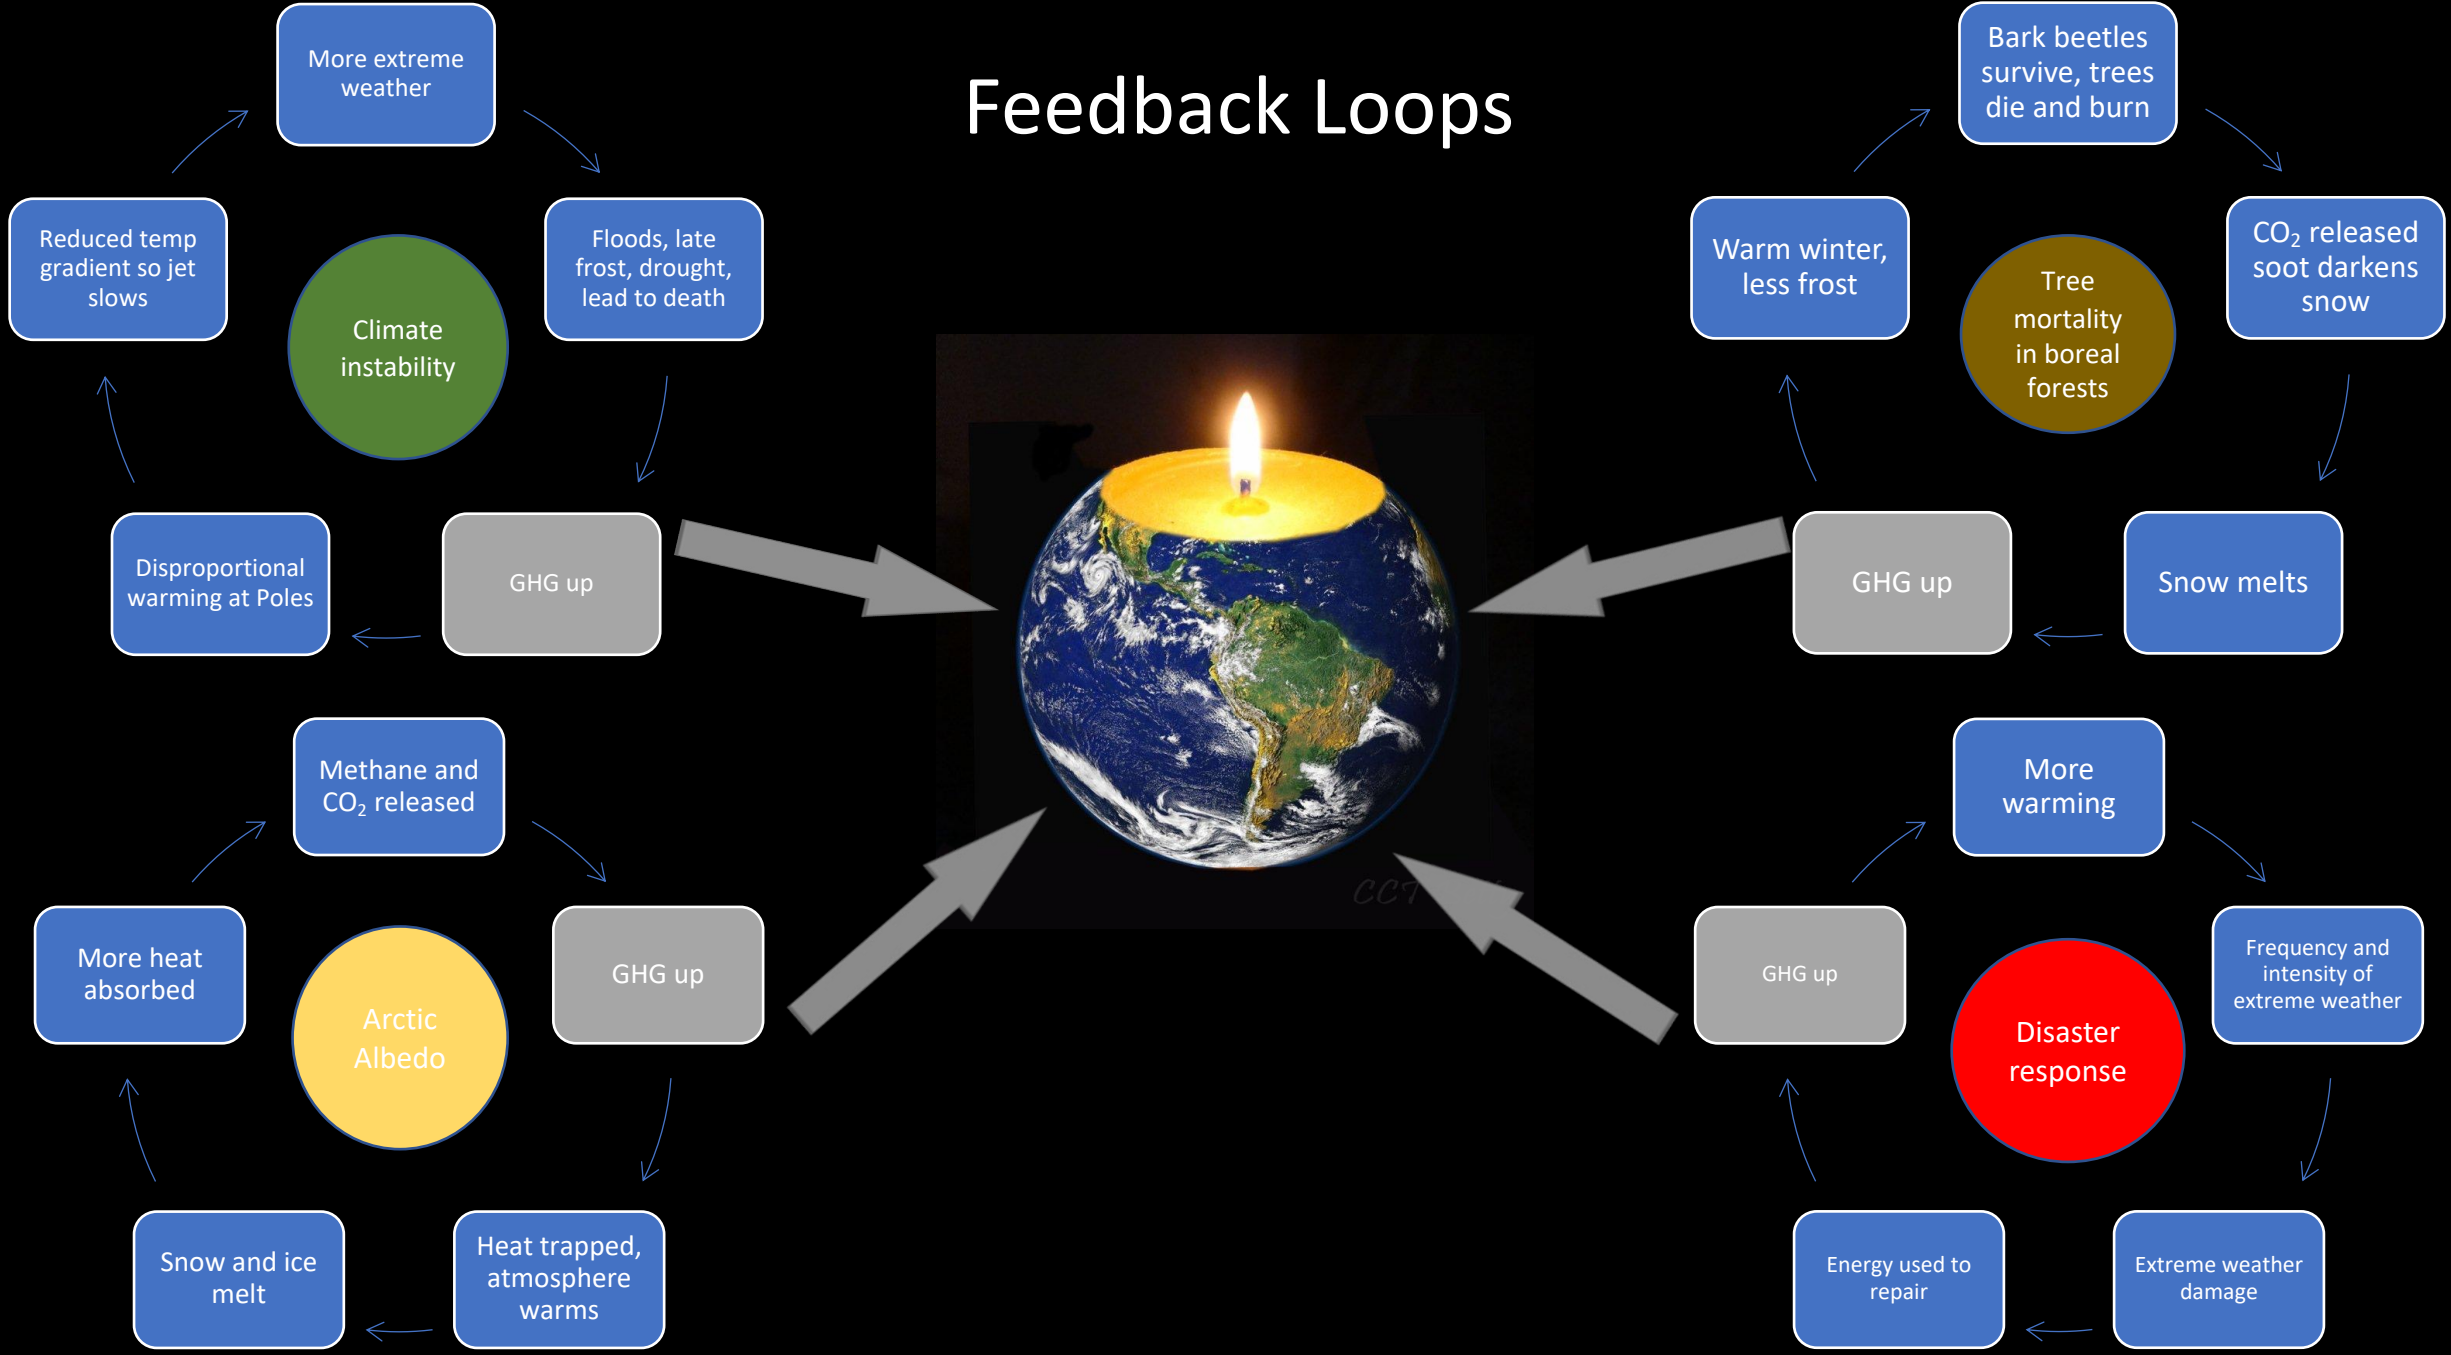 Feedback Loops
More extreme
weather
Floods, late
frost, drought,
lead to death
GHG up
Disproportional
warming at Poles
Reduced temp
gradient so jet
slows
Climate
instability
Bark beetles
survive, trees
die and burn
CO₂ released
soot darkens
snow
Snow melts
GHG up
Warm winter,
less frost
Tree
mortality
in boreal
forests
Methane and
CO₂ released
GHG up
Heat trapped,
atmosphere
warms
Snow and ice
melt
More heat
absorbed
Arctic
Albedo
More
warming
Frequency and
intensity of
extreme weather
Extreme weather
damage
Energy used to
repair
GHG up
Disaster
response